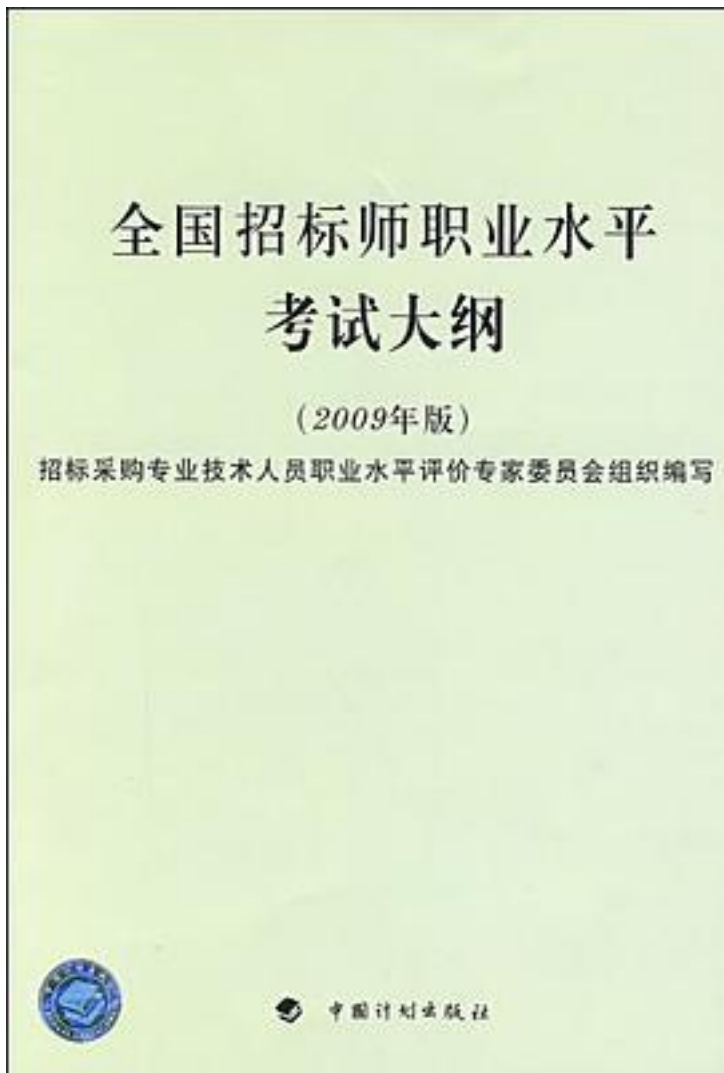 全国招标师职业水平
考试大纲
(2009年版)
招标采购专业技术人员职业水平评价专家委员会组织编写
中国计划出版社